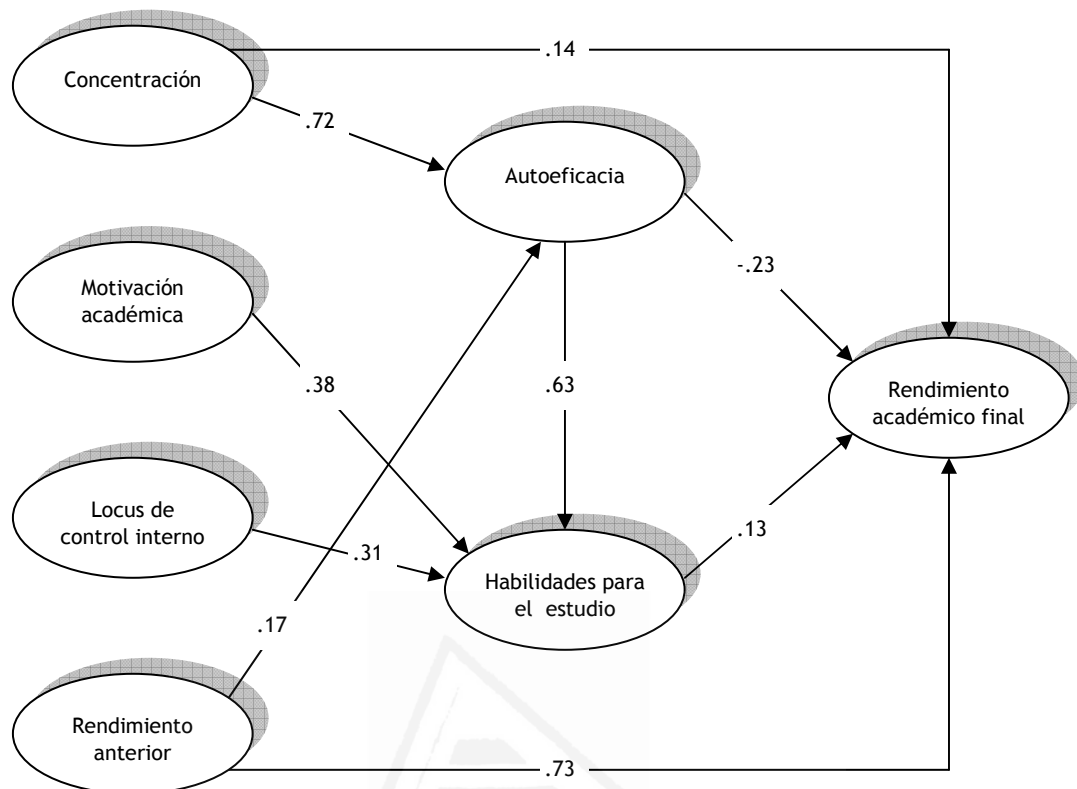 .14
Concentración
.72
Autoeficacia
-.23
Motivación
académica
.38
.63
Rendimiento
académico final
Locus de
control interno
.31
.13
Habilidades para
el estudio
.17
Rendimiento
anterior
.73